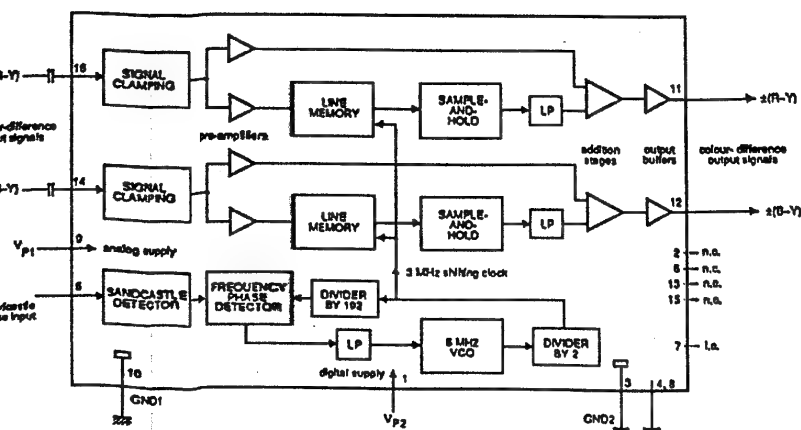 16
SIGNAL
CLAMPING
LINE
MEMORY
SAMPLE-
AND-
HOLD
LP
11
±(R-Y)
pre-amplifiers
addition
stages
output
buffers
colour-difference
output signals
14
SIGNAL
CLAMPING
LINE
MEMORY
SAMPLE-
AND-
HOLD
LP
12
±(B-Y)
VP1
9
analog supply
3 MHz shifting clock
2
n.c.
6
n.c.
13
n.c.
15
n.c.
5
SANDCASTLE
DETECTOR
FREQUENCY
PHASE
DETECTOR
DIVIDER
BY 192
LP
6 MHz
VCO
DIVIDER
BY 2
7
i.c.
digital supply
1
VP2
10
GND1
GND2
3
4, 8